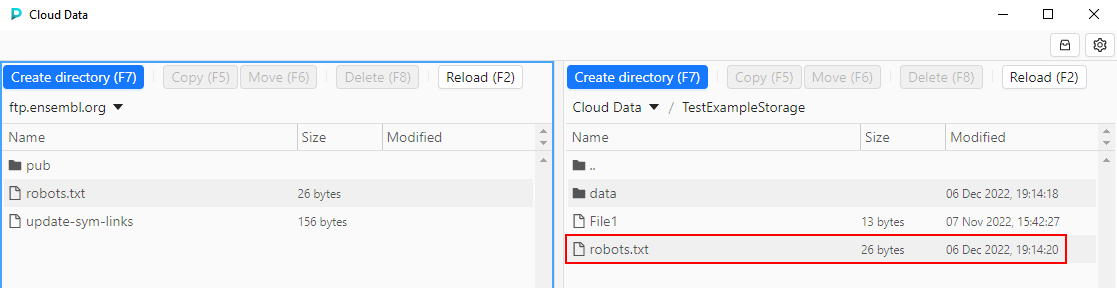 Cloud Data
Create directory (F7) Copy (F5) Move (F6) Delete (F8) Reload (F2)
ftp.ensembl.org
Name Size Modified
pub
robots.txt 26 bytes
update-sym-links 156 bytes
Create directory (F7) Copy (F5) Move (F6) Delete (F8) Reload (F2)
Cloud Data / TestExampleStorage
Name Size Modified
..
data 06 Dec 2022, 19:14:18
File1 13 bytes 07 Nov 2022, 15:42:27
robots.txt 26 bytes 06 Dec 2022, 19:14:20